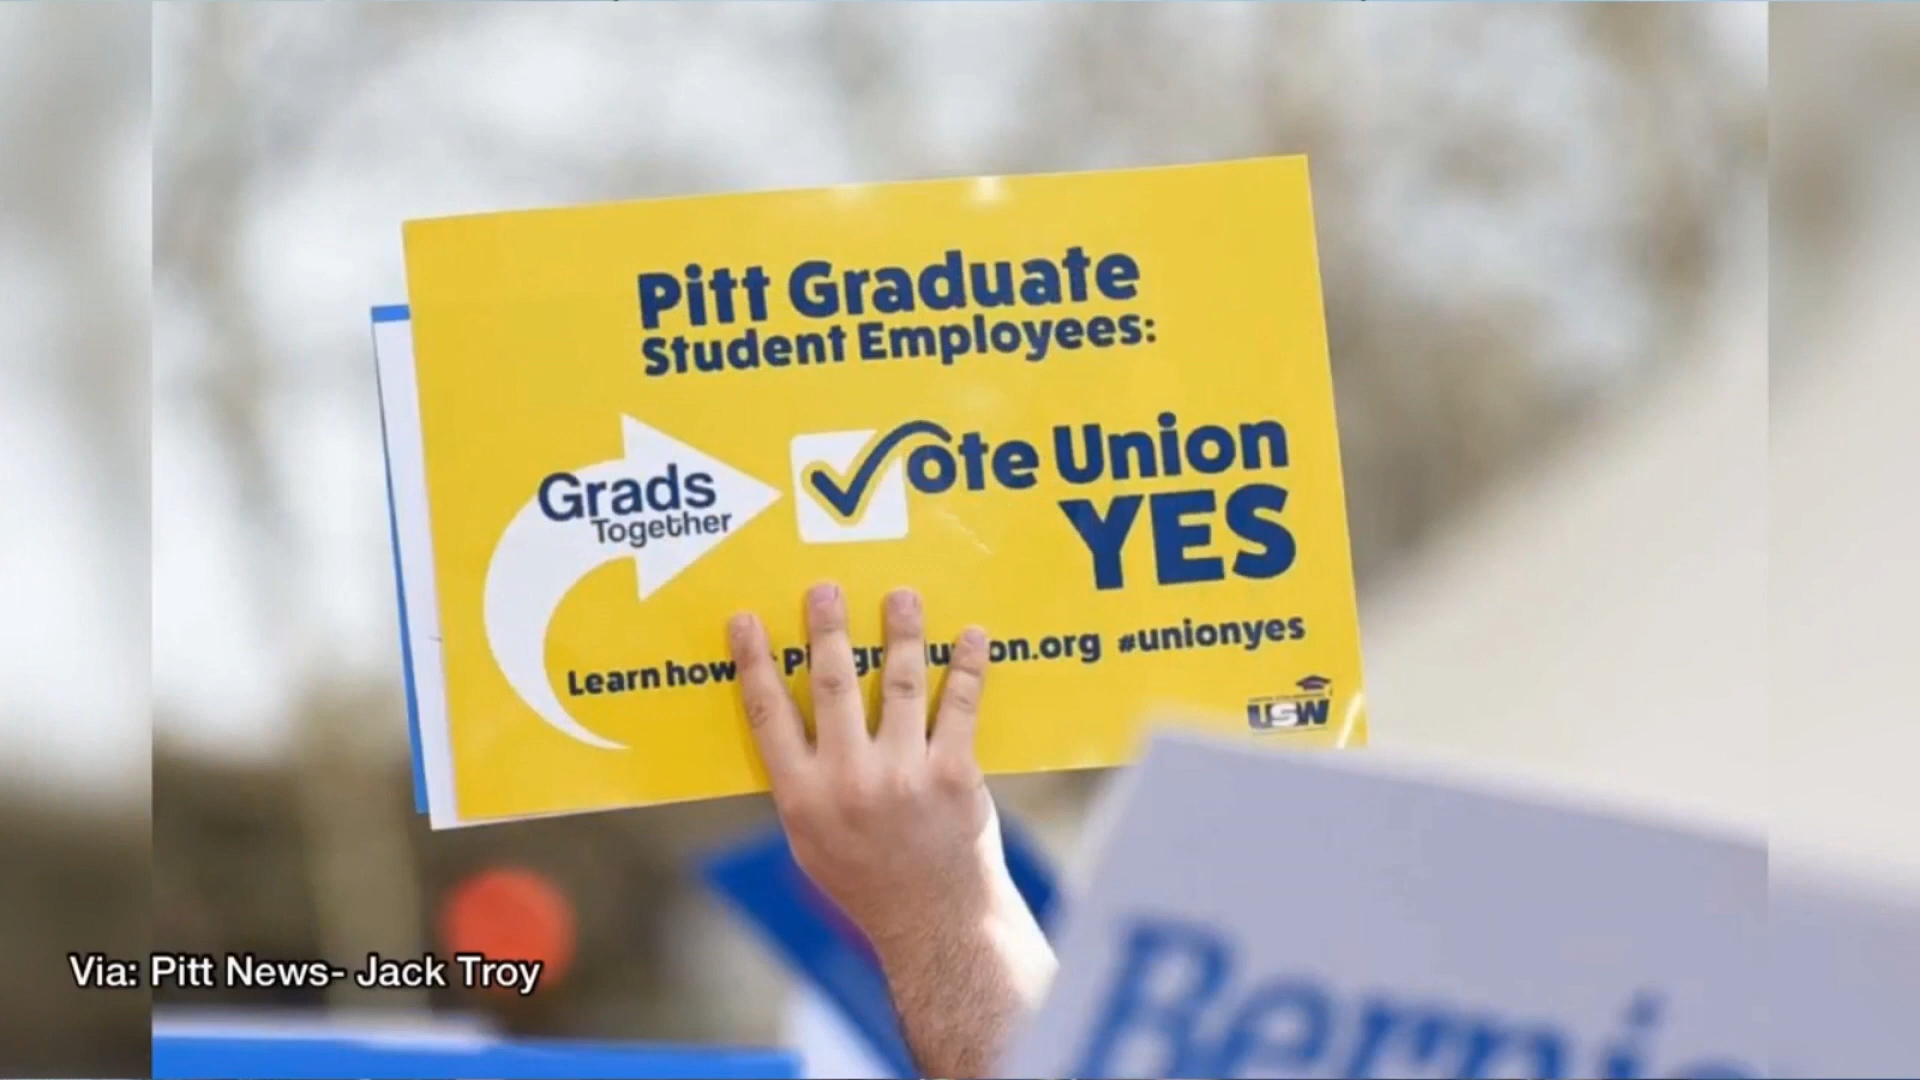 Pitt Graduate
Student Employees:
Grads
Together
Vote Union
YES
Learn how on.org #unionyes
USW
Bernie
Via: Pitt News- Jack Troy